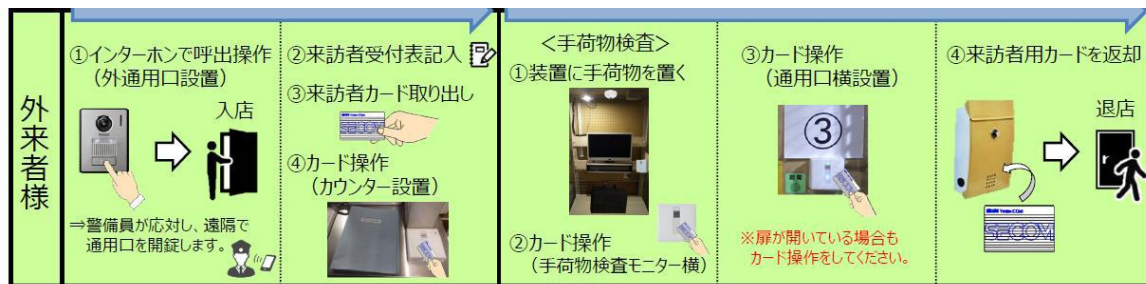 外来者様
①インターホンで呼出操作
（外通用口設置）
入店
⇒警備員が応対し、遠隔で
通用口を開錠します。
②来訪者受付表記入
③来訪者カード取り出し
SECOM
④カード操作
（カウンター設置）
＜手荷物検査＞
①装置に手荷物を置く
②カード操作
（手荷物検査モニター横）
③カード操作
（通用口横設置）
③
※扉が開いている場合も
カード操作をしてください。
④来訪者用カードを返却
退店
SECOM